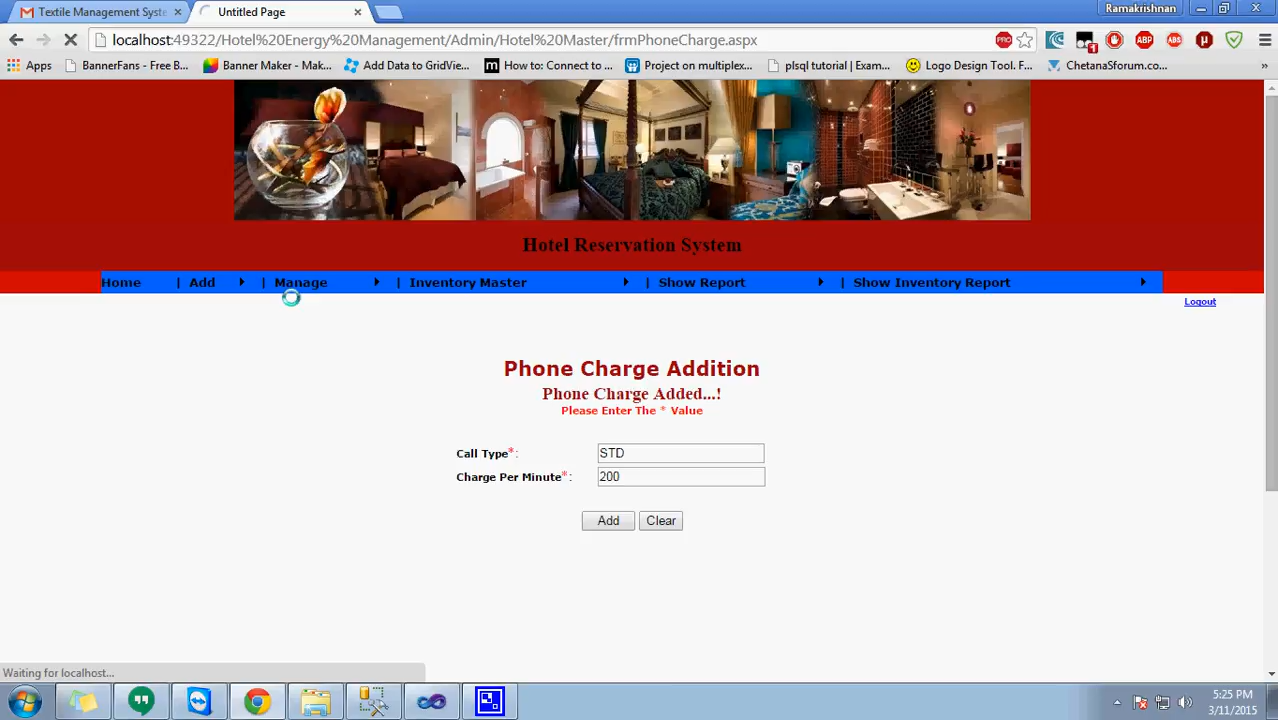 Textile Management Syste
Untitled Page
Ramakrishnan
localhost:49322/Hotel%20Energy%20Management/Admin/Hotel%20Master/frmPhoneCharge.aspx
PRO
1
ABP
ABS
µ
Apps
BannerFans - Free B...
Banner Maker - Mak...
Add Data to GridVie...
m
How to: Connect to ...
Project on multiplex...
plsql tutorial | Exam...
Logo Design Tool. F...
ChetanaSforum.co...
»
Hotel Reservation System
Home | Add | Manage | Inventory Master | Show Report | Show Inventory Report
Logout
Phone Charge Addition
Phone Charge Added...!
Please Enter The * Value
Call Type*: STD
Charge Per Minute*: 200
Add Clear
Waiting for localhost...
5:25 PM
3/11/2015